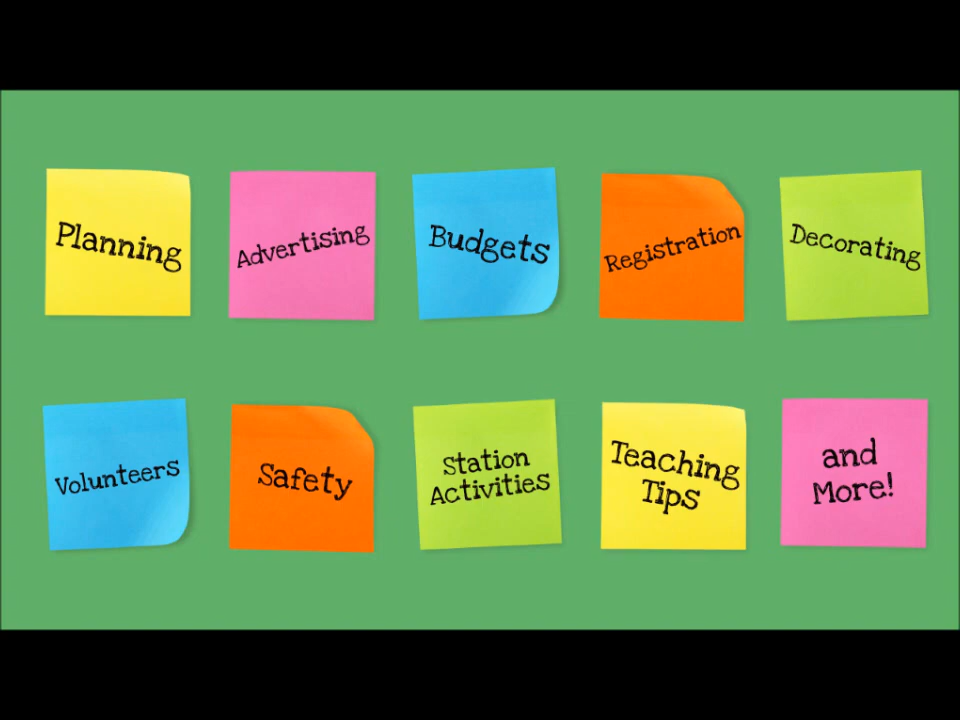 Planning
Advertising
Budgets
Registration
Decorating
Volunteers
Safety
Station
Activities
Teaching
Tips
and
More!